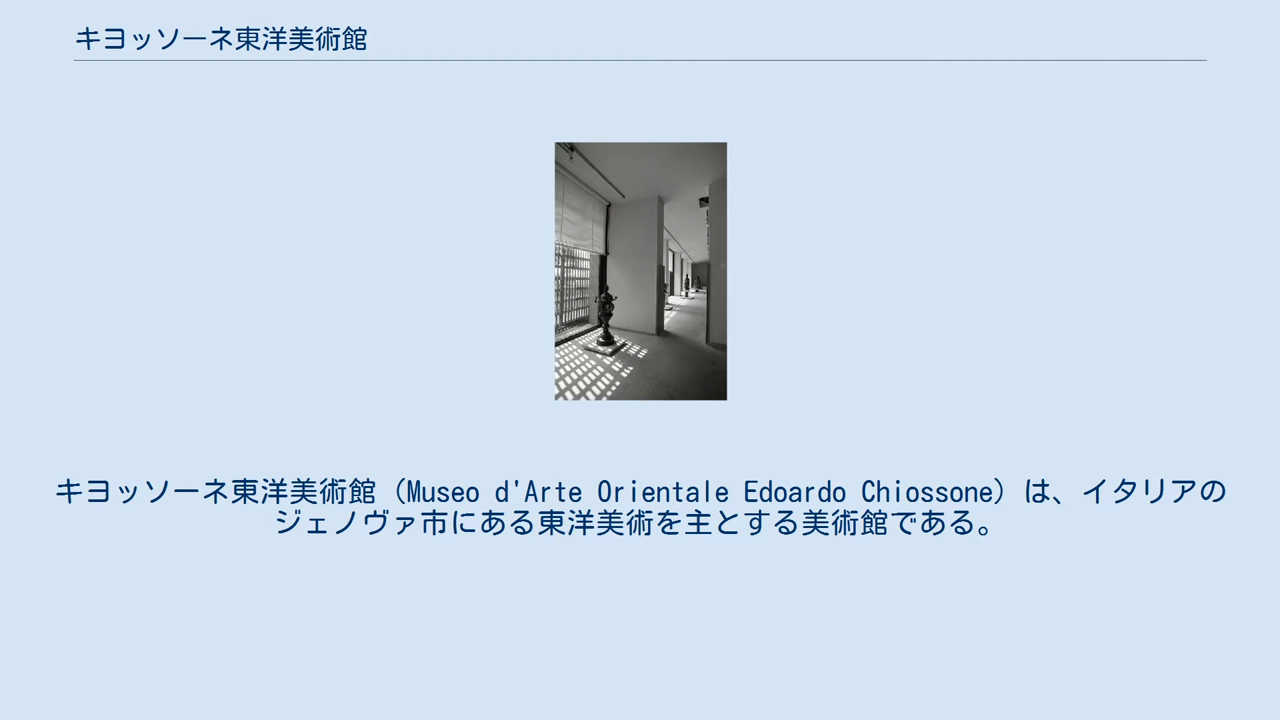 キヨッソーネ東洋美術館
キヨッソーネ東洋美術館（Museo d'Arte Orientale Edoardo Chiossone）は、イタリアの
ジェノヴァ市にある東洋美術を主とする美術館である。